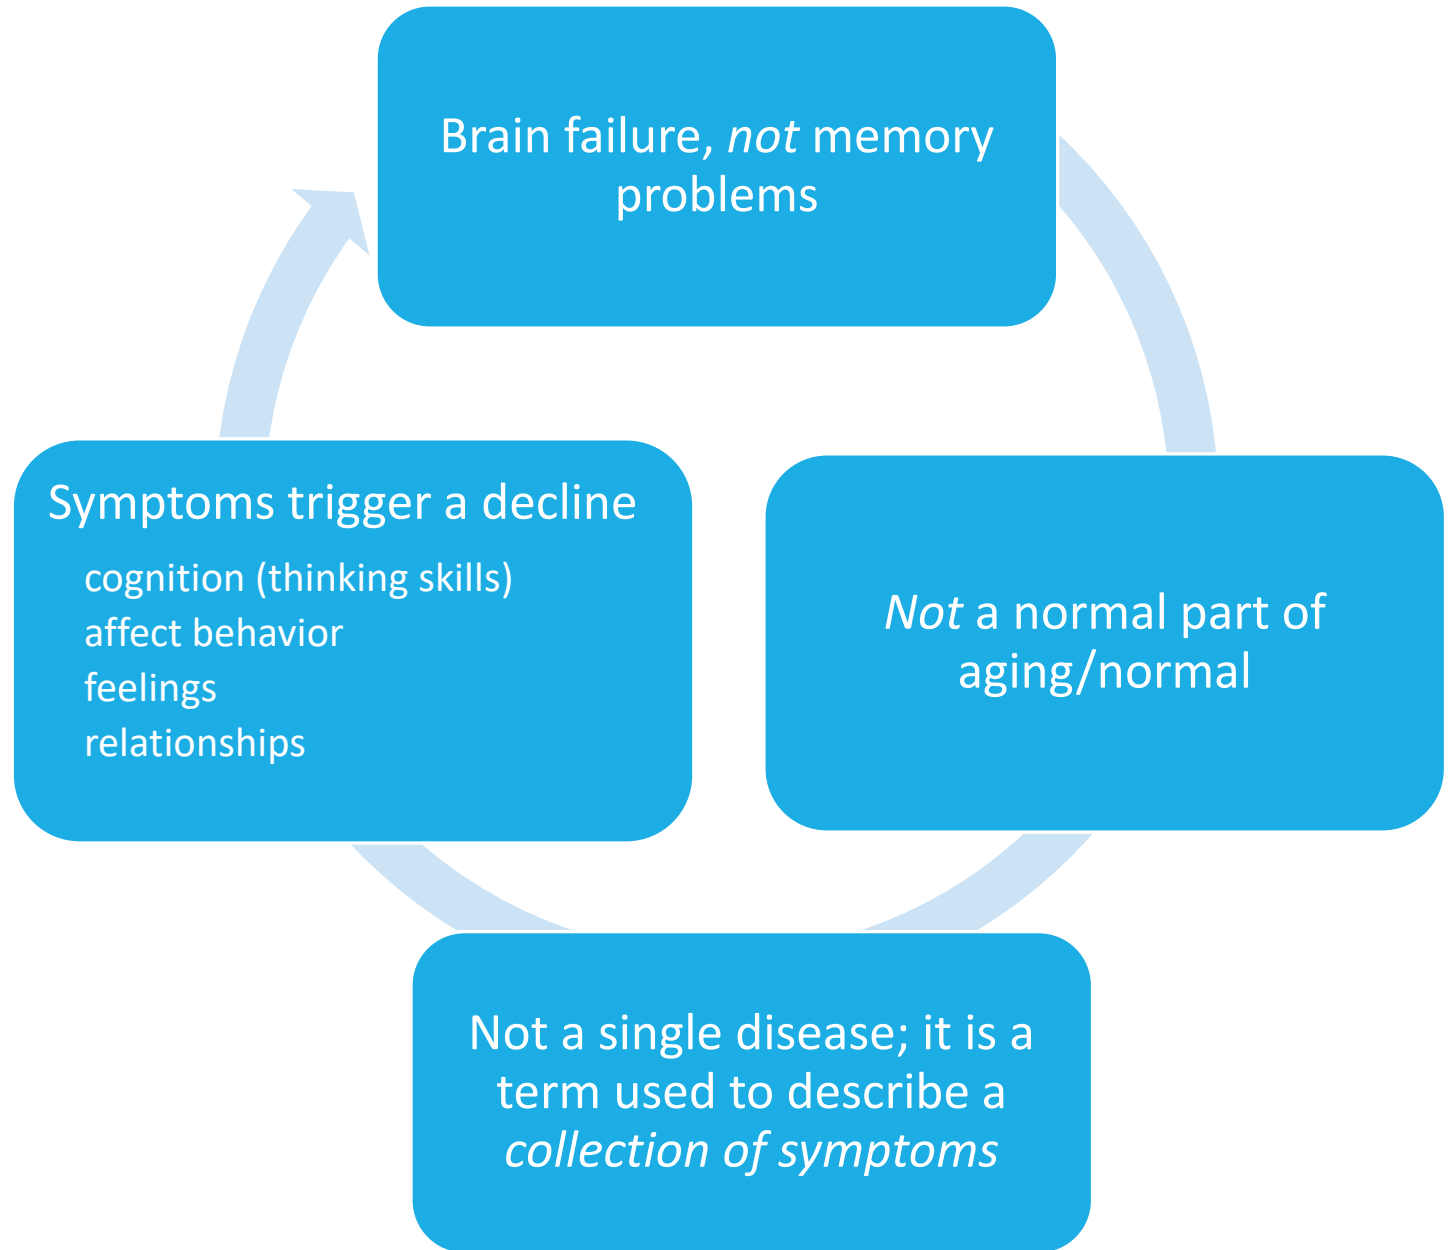 Brain failure, not memory
problems
Not a normal part of
aging/normal
Not a single disease; it is a
term used to describe a
collection of symptoms
Symptoms trigger a decline
cognition (thinking skills)
affect behavior
feelings
relationships